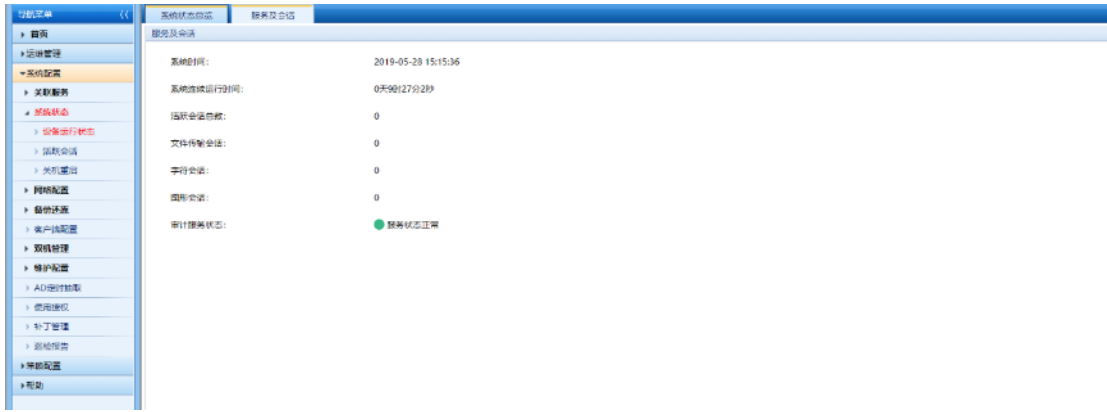 导航菜单
系统状态总览 服务及会话
首页
运维管理
系统配置
关联服务
系统状态
设备运行状态
活跃会话
关机重启
网络配置
备份还原
客户端配置
双机管理
维护配置
AD定时抽取
使用授权
补丁管理
巡检报告
策略配置
帮助
服务及会话
系统时间: 2019-05-28 15:15:36
系统连续运行时间: 0天9时27分2秒
活跃会话总数: 0
文件传输会话: 0
字符会话: 0
图形会话: 0
审计服务状态: 服务状态正常